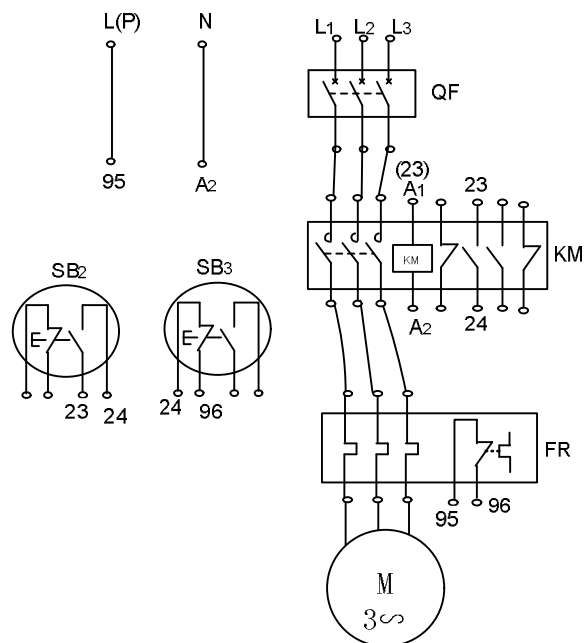 L(P) N L1 L2 L3
QF
95 A2
(23)
A1 23
KM KM
SB2 SB3
A2 24
23 24 24 96
FR
95 96
M
3∽